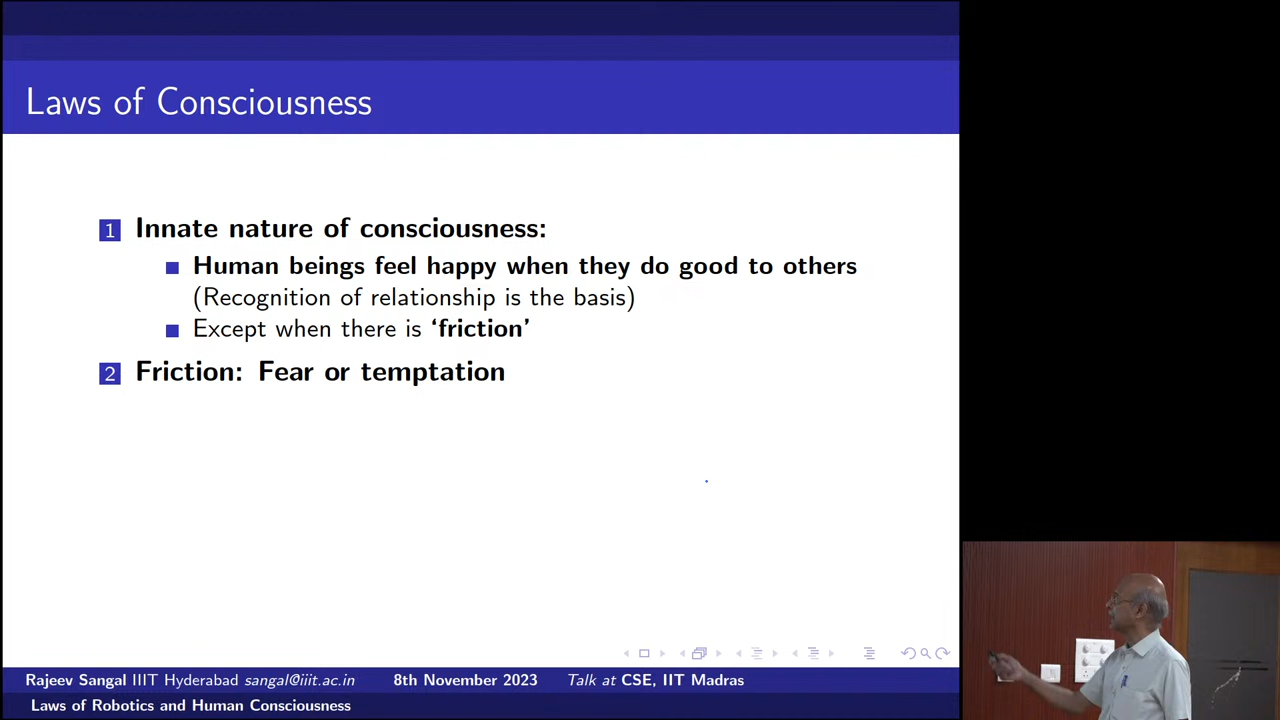 Laws of Consciousness
1 Innate nature of consciousness:
Human beings feel happy when they do good to others
(Recognition of relationship is the basis)
Except when there is ‘friction’
2 Friction: Fear or temptation
Rajeev Sangal IIIT Hyderabad sangal@iiit.ac.in 8th November 2023 Talk at CSE, IIT Madras
Laws of Robotics and Human Consciousness